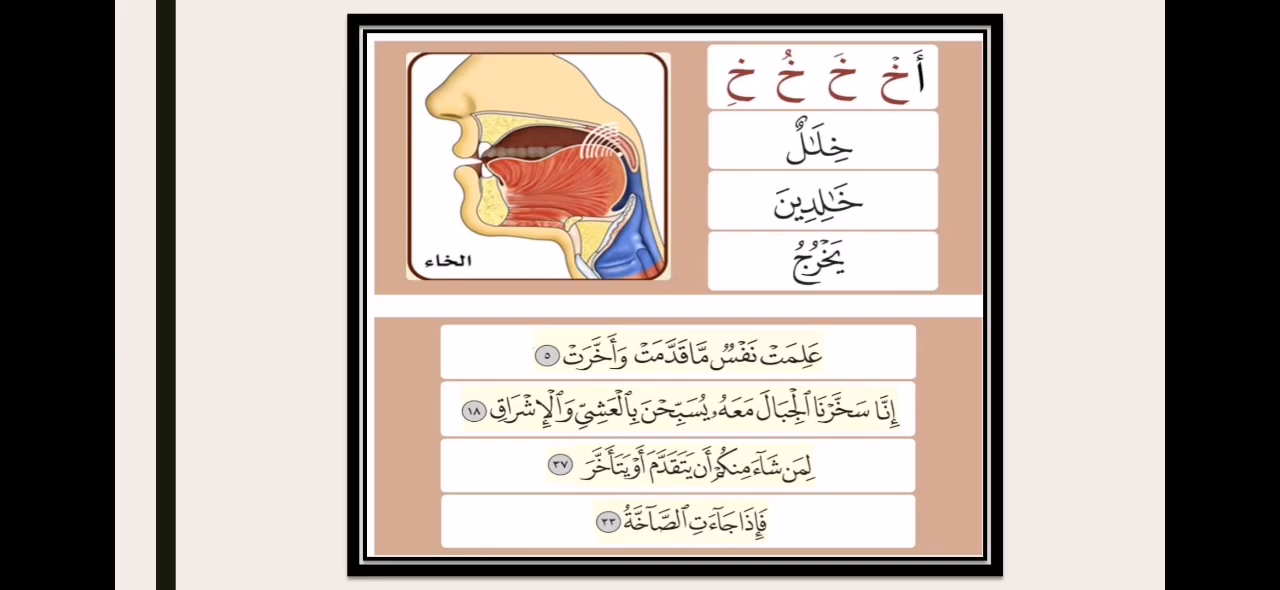 أَخْ خَ خُ خِ
خِلَٰلٌ
خَٰلِدِينَ
يَخْرُجُ
الخاء
عَلِمَتْ نَفْسٌ مَّا قَدَّمَتْ وَأَخَّرَتْ ٥
إِنَّا سَخَّرْنَا ٱلْجِبَالَ مَعَهُۥ يُسَبِّحْنَ بِٱلْعَشِىِّ وَٱلْإِشْرَاقِ ١٨
لِمَن شَآءَ مِنكُمْ أَن يَتَقَدَّمَ أَوْ يَتَأَخَّرَ ٣٧
فَإِذَا جَآءَتِ ٱلصَّآخَّةُ ٣٣